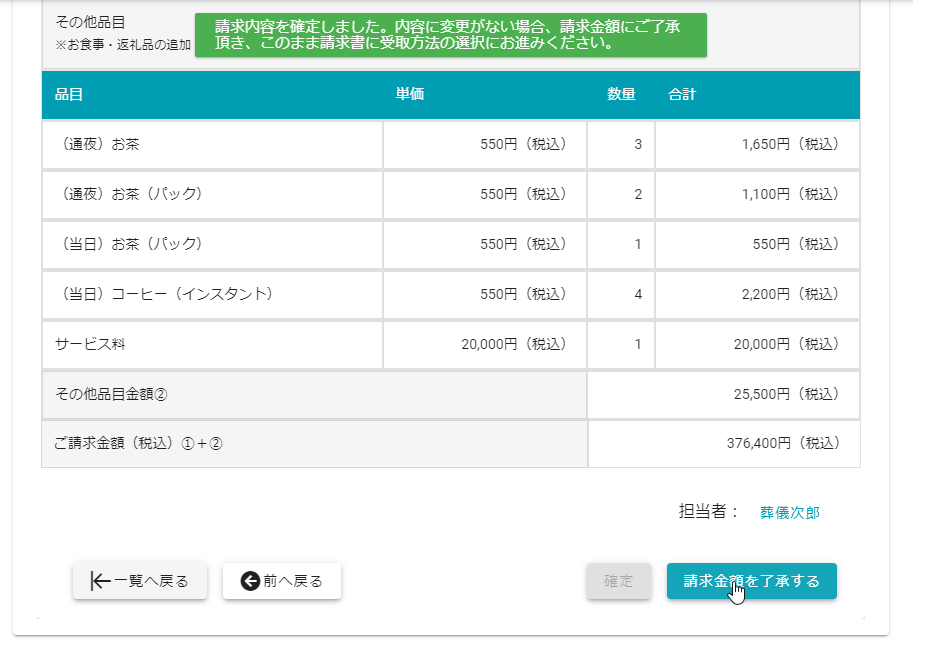 その他品目
※お食事・返礼品の追加
請求内容を確定しました。内容に変更がない場合、請求金額にご了承
頂き、このまま請求書に受取方法の選択にお進みください。
品目 単価 数量 合計
（通夜）お茶 550円（税込） 3 1,650円（税込）
（通夜）お茶（パック） 550円（税込） 2 1,100円（税込）
（当日）お茶（パック） 550円（税込） 1 550円（税込）
（当日）コーヒー（インスタント） 550円（税込） 4 2,200円（税込）
サービス料 20,000円（税込） 1 20,000円（税込）
その他品目金額② 25,500円（税込）
ご請求金額（税込）①＋② 376,400円（税込）
担当者： 葬儀次郎
一覧へ戻る 前へ戻る 確定 請求金額を了承する